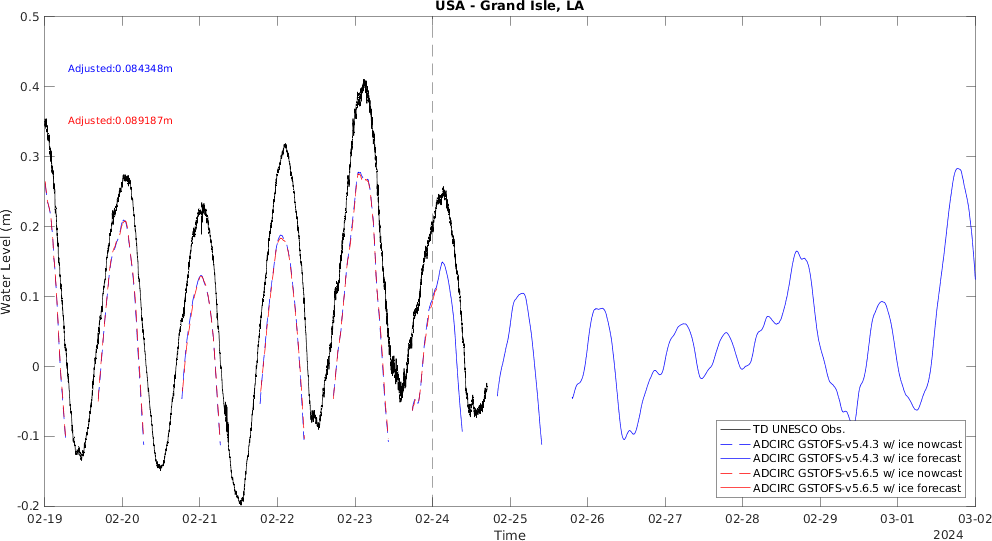 USA - Grand Isle, LA
0.5
Adjusted:0.084348m
0.4
Adjusted:0.089187m
0.3
0.2
Water Level (m)
0.1
0
-0.1
TD UNESCO Obs.
ADCIRC GSTOFS-v5.4.3 w/ ice nowcast
ADCIRC GSTOFS-v5.4.3 w/ ice forecast
ADCIRC GSTOFS-v5.6.5 w/ ice nowcast
ADCIRC GSTOFS-v5.6.5 w/ ice forecast
-0.2
02-19 02-20 02-21 02-22 02-23 02-24 02-25 02-26 02-27 02-28 02-29 03-01 03-02
Time
2024